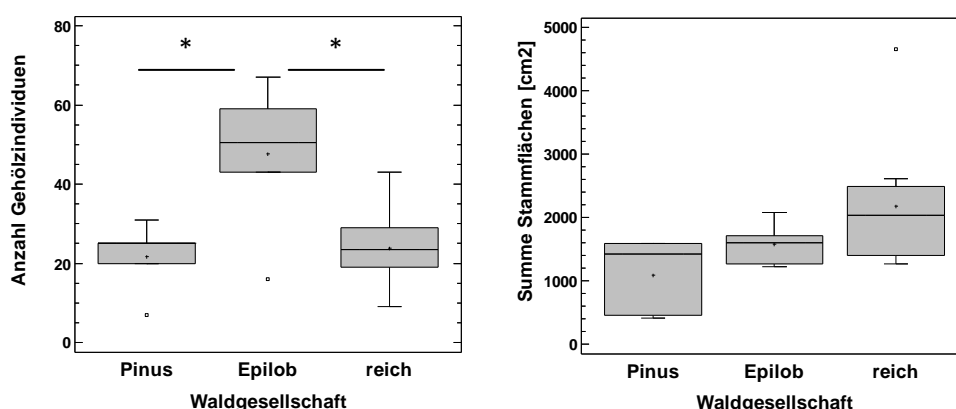 Anzahl Gehölzindividuen
80
60
40
20
0
*
*
Pinus
Epilob
reich
Waldgesellschaft
Summe Stammflächen [cm2]
5000
4000
3000
2000
1000
0
Pinus
Epilob
reich
Waldgesellschaft